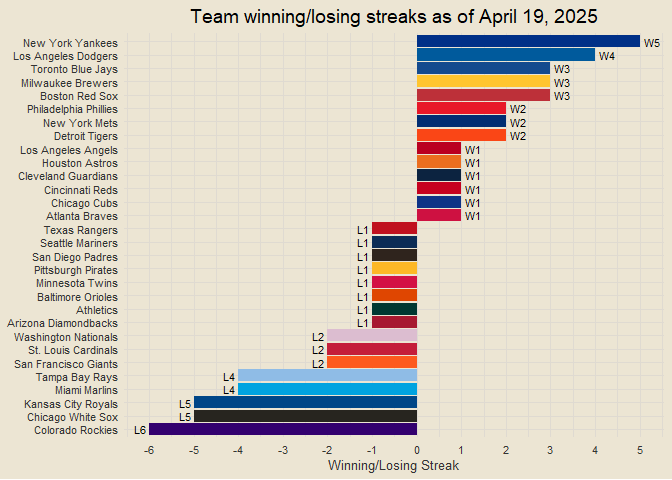 Team winning/losing streaks as of April 19, 2025
New York Yankees W5
Los Angeles Dodgers W4
Toronto Blue Jays W3
Milwaukee Brewers W3
Boston Red Sox W3
Philadelphia Phillies W2
New York Mets W2
Detroit Tigers W2
Los Angeles Angels W1
Houston Astros W1
Cleveland Guardians W1
Cincinnati Reds W1
Chicago Cubs W1
Atlanta Braves W1
Texas Rangers L1
Seattle Mariners L1
San Diego Padres L1
Pittsburgh Pirates L1
Minnesota Twins L1
Baltimore Orioles L1
Athletics L1
Arizona Diamondbacks L1
Washington Nationals L2
St. Louis Cardinals L2
San Francisco Giants L2
Tampa Bay Rays L4
Miami Marlins L4
Kansas City Royals L5
Chicago White Sox L5
Colorado Rockies L6
-6 -5 -4 -3 -2 -1 0 1 2 3 4 5
Winning/Losing Streak